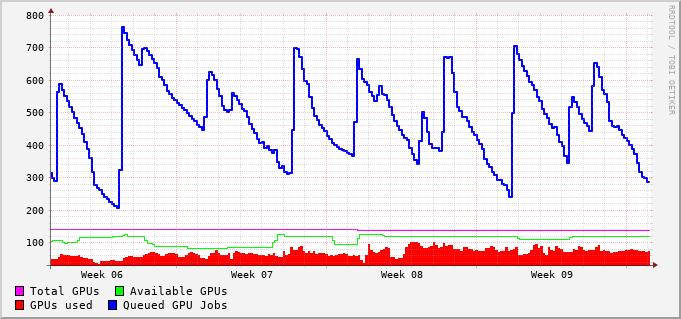 800
700
600
500
400
300
200
100
Week 06 Week 07 Week 08 Week 09
Total GPUs Available GPUs
GPUs used Queued GPU Jobs
RRDTOOL / TOBI OETIKER